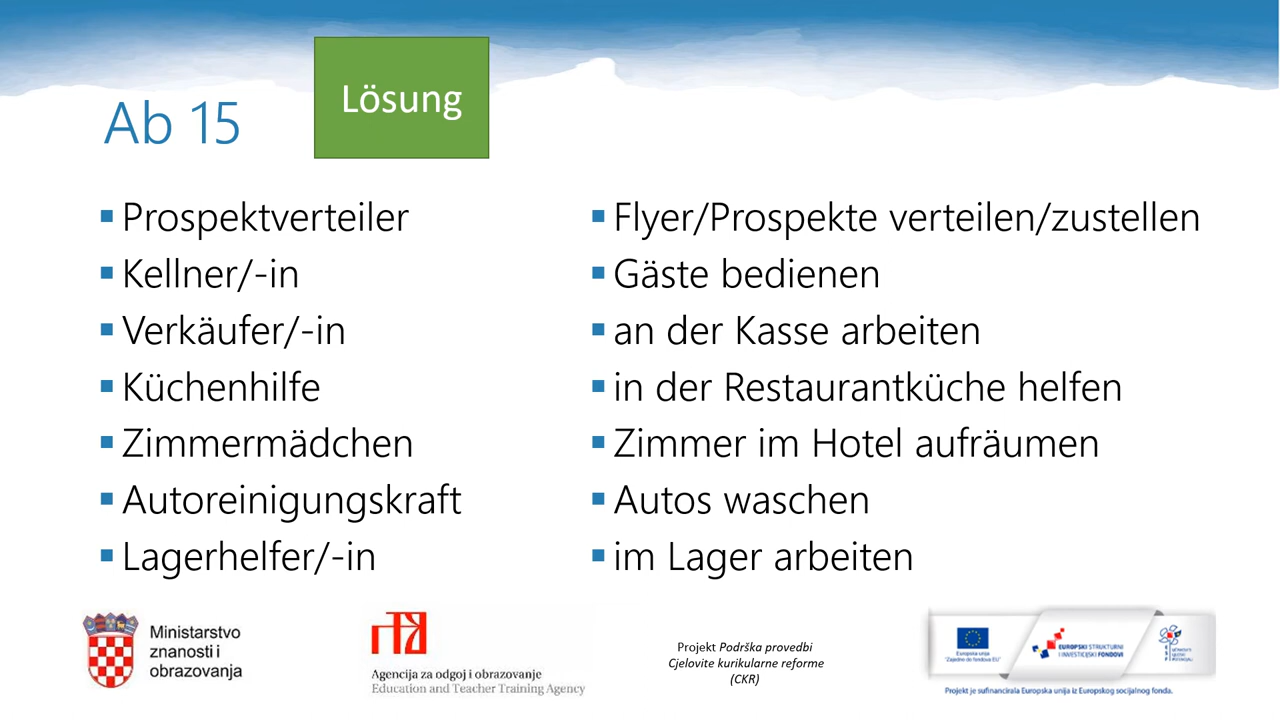 Lösung
Ab 15
Prospektverteiler
Kellner/-in
Verkäufer/-in
Küchenhilfe
Zimmermädchen
Autoreinigungskraft
Lagerhelfer/-in
Flyer/Prospekte verteilen/zustellen
Gäste bedienen
an der Kasse arbeiten
in der Restaurantküche helfen
Zimmer im Hotel aufräumen
Autos waschen
im Lager arbeiten
Ministarstvo
znanosti i
obrazovanja
Agencija za odgoj i obrazovanje
Education and Teacher Training Agency
Projekt Podrška provedbi
Cjelovite kurikularne reforme
(CKR)
Europska unija
"Zajedno do fondova EU"
EUROPSKI STRUKTURNI
I INVESTICIJSKI FONDOVI
Projekt je sufinancirala Europska unija iz Europskog socijalnog fonda.